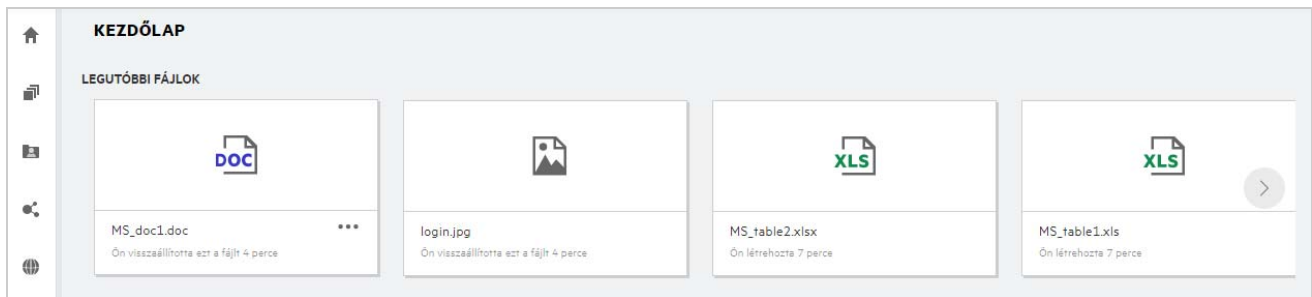 KEZDŐLAP
LEGUTÓBBI FÁJLOK
DOC
XLS
XLS
MS_doc1.doc
login.jpg
MS_table2.xlsx
MS_table1.xls
Ön visszaállította ezt a fájlt 4 perce
Ön visszaállította ezt a fájlt 4 perce
Ön létrehozta 7 perce
Ön létrehozta 7 perce